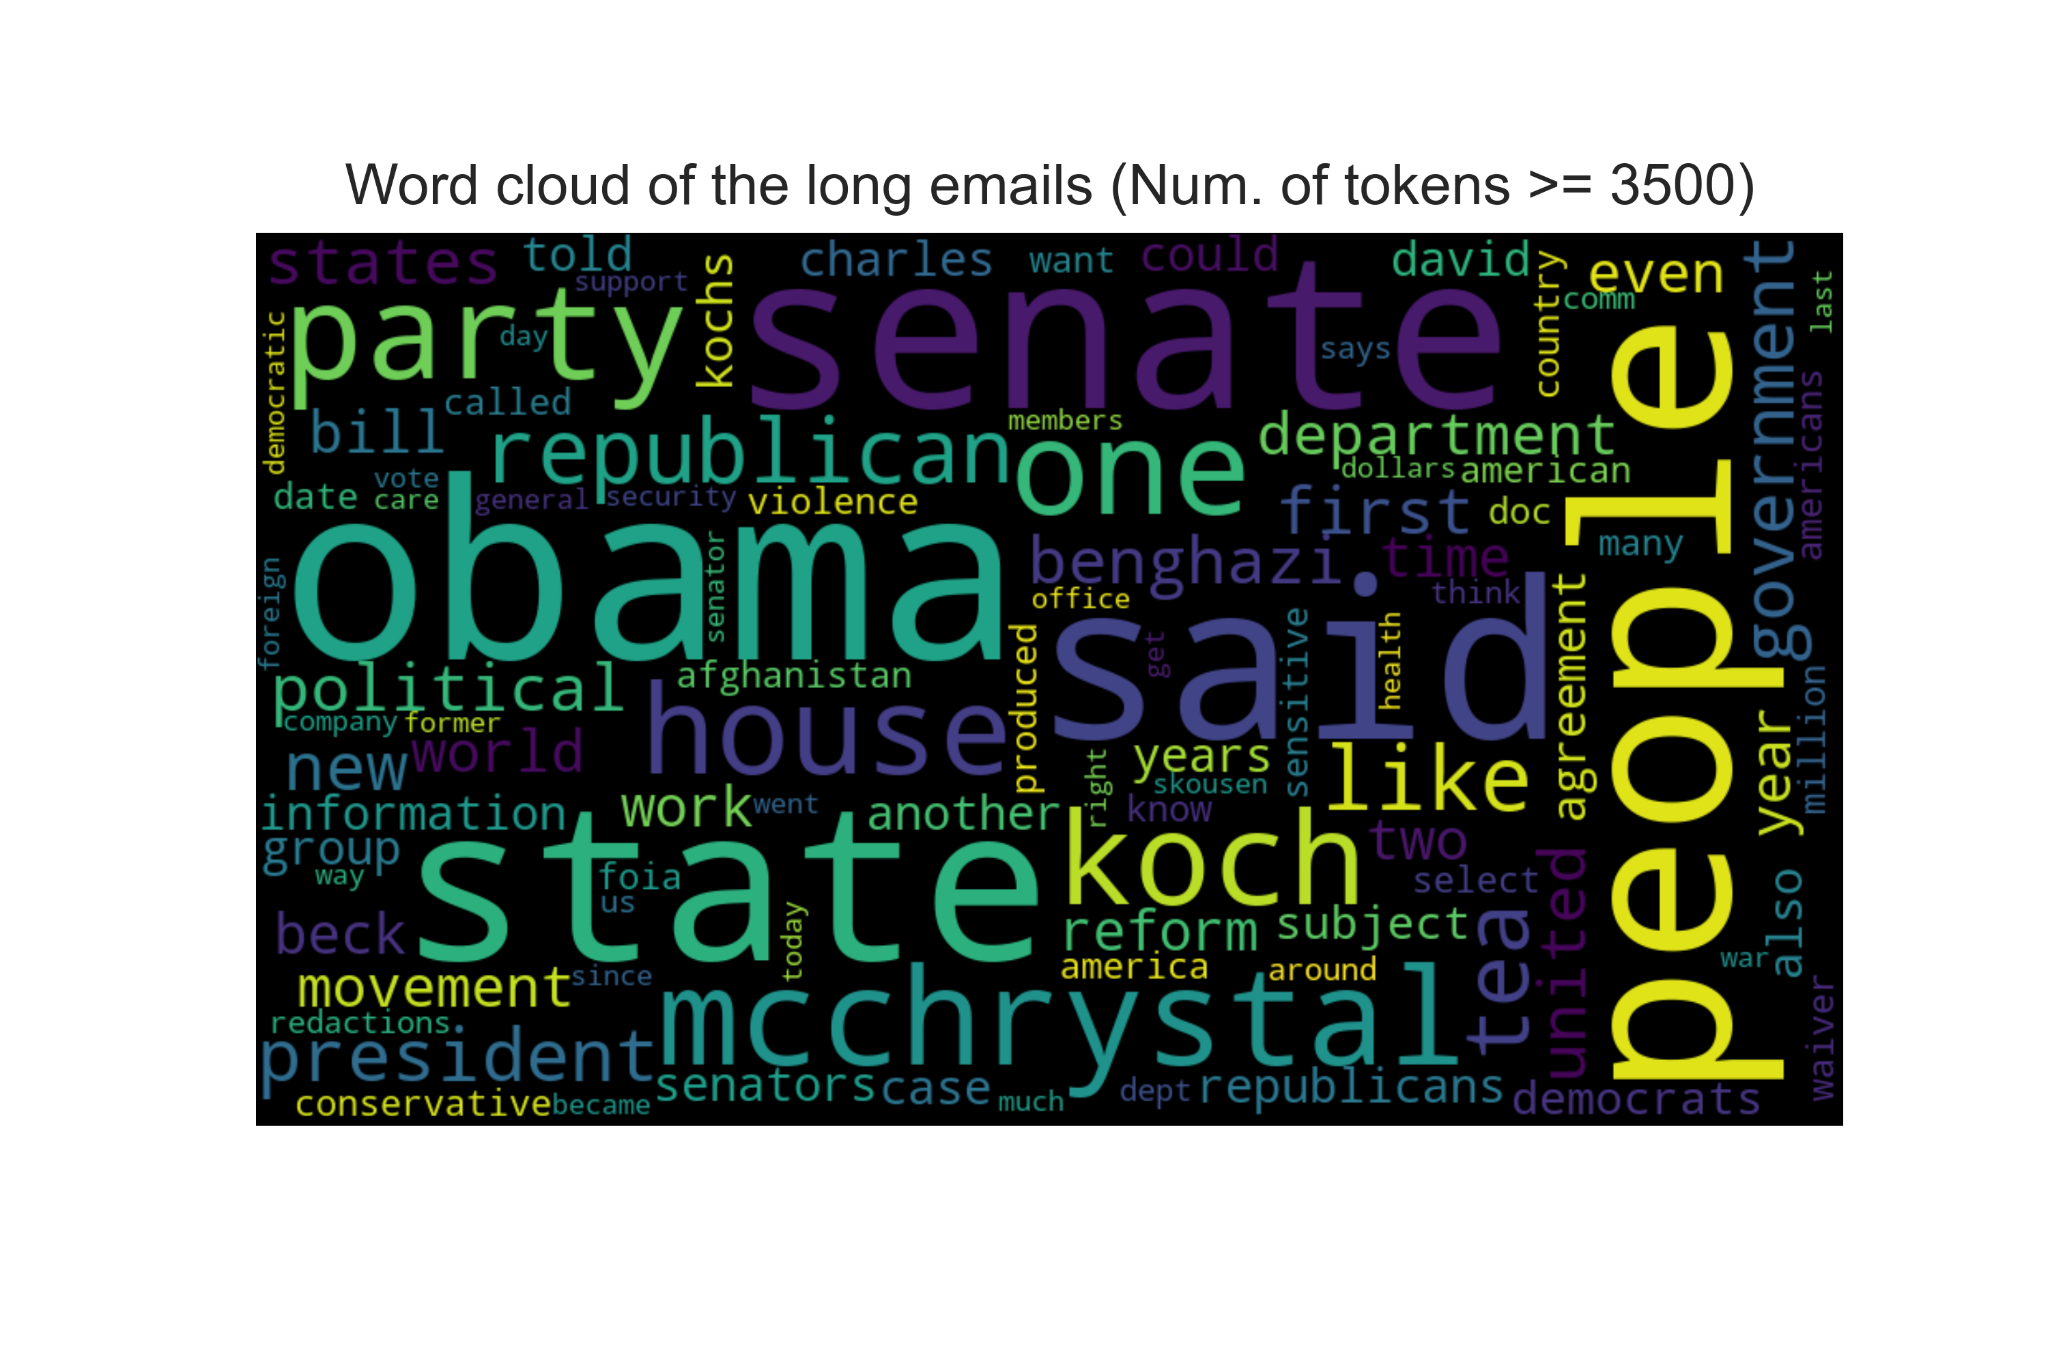 Word cloud of the long emails (Num. of tokens >= 3500)
states
told
support
kochs
charles
want
could
david
country
even
comm
government
last
democratic
party
day
senate
says
people
americans
bill
called
republican
members
one
department
dollars
american
vote
date
care
general
security
violence
first
doc
many
obama
senator
benghazi
time
office
think
foreign
said
agreement
political
afghanistan
produced
get
sensitive
health
company
former
house
new
world
years
right
skousen
like
year
million
information
work
went
another
know
koch
two
group
way
state
foia
us
select
united
also
beck
today
reform
subject
tea
movement
since
america
around
war
redactions
mcchrystal
waiver
president
conservative
became
senators
case
much
dept
republicans
democrats